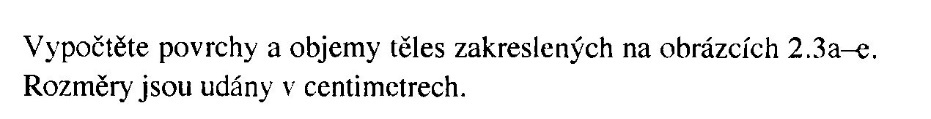 Vypočtěte povrchy a objemy těles zakreslených na obrázcích 2.3a–e.
Rozměry jsou udány v centimetrech.